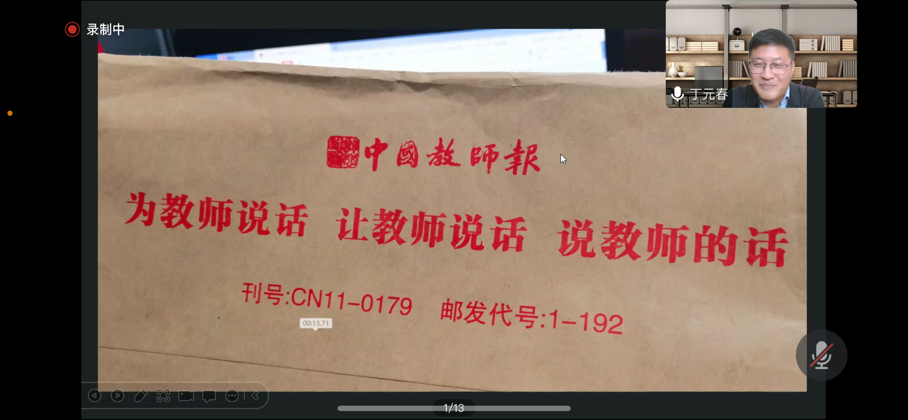 录制中
丁元春
中國教師報
为教师说话 让教师说话 说教师的话
刊号:CN11-0179 邮发代号:1-192
00:13.71
1/13